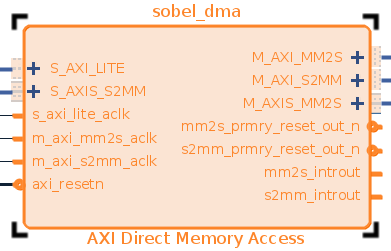 sobel_dma
S_AXI_LITE
S_AXIS_S2MM
s_axi_lite_aclk
m_axi_mm2s_aclk
m_axi_s2mm_aclk
axi_resetn
M_AXI_MM2S
M_AXI_S2MM
M_AXIS_MM2S
mm2s_prmry_reset_out_n
s2mm_prmry_reset_out_n
mm2s_introut
s2mm_introut
AXI Direct Memory Access